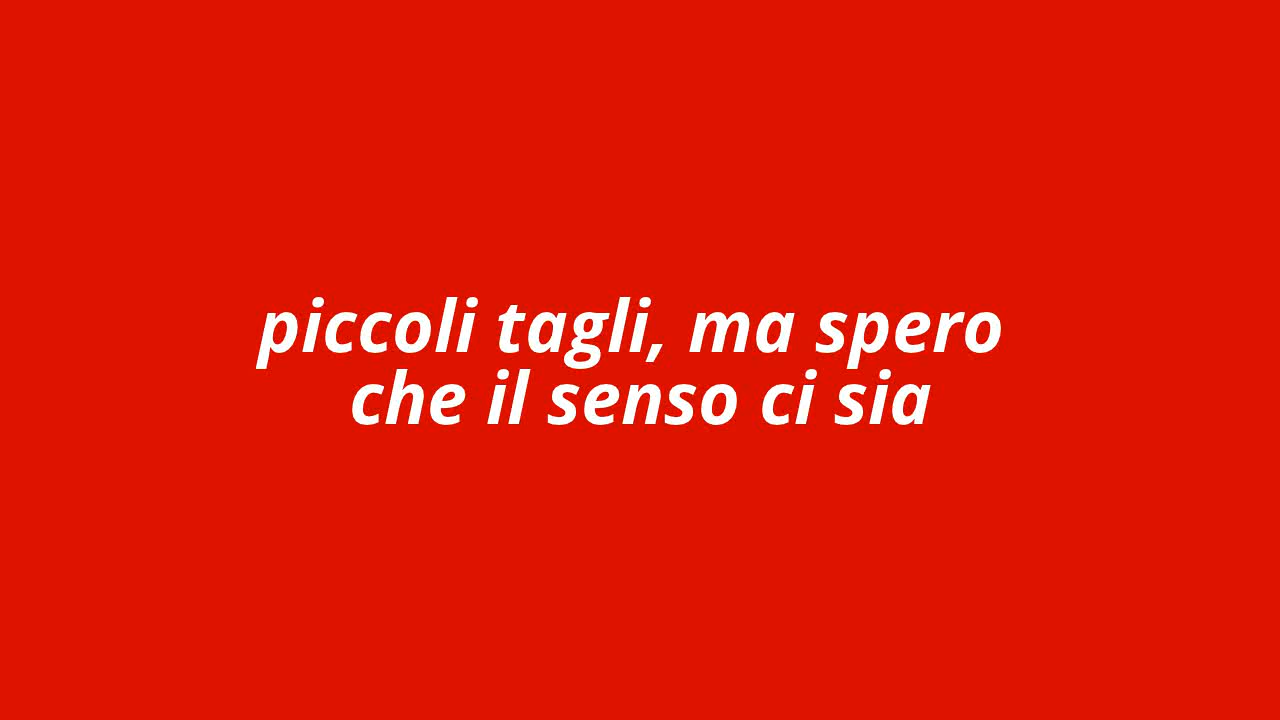 piccoli tagli, ma spero
che il senso ci sia